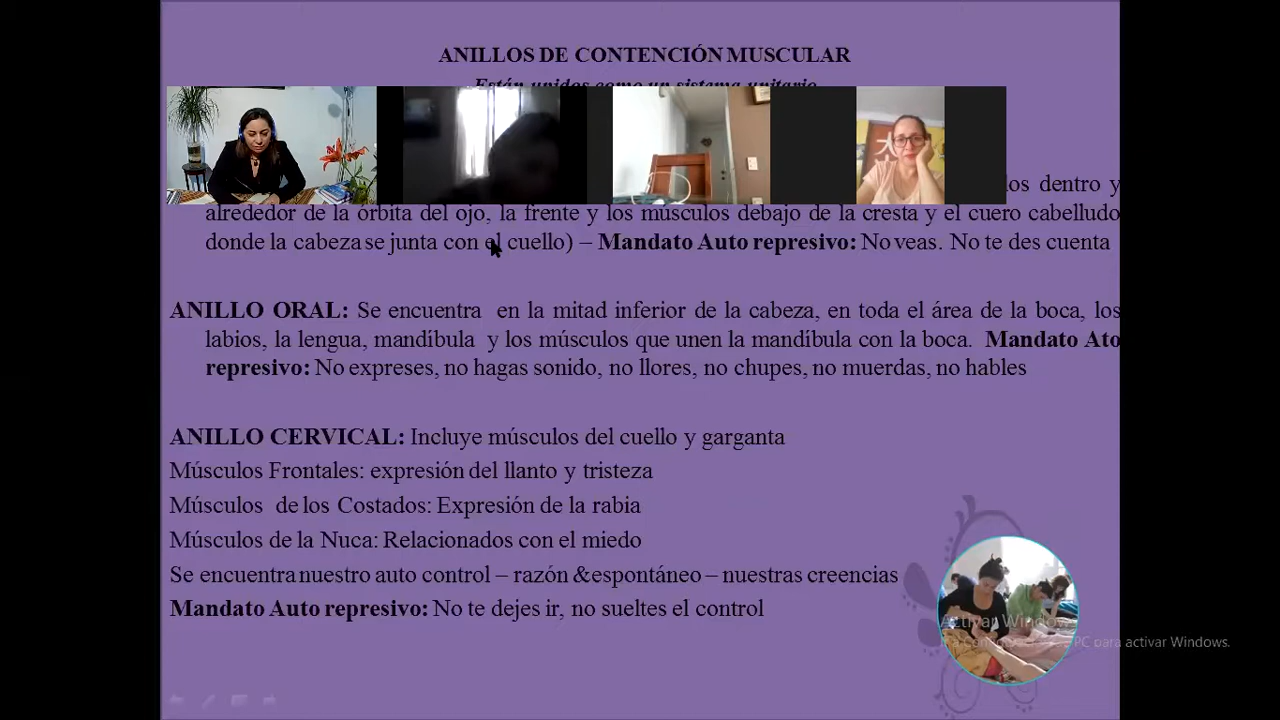 ANILLOS DE CONTENCIÓN MUSCULAR
Están unidos como un sistema unitario
los dentro y
alrededor de la órbita del ojo, la frente y los músculos debajo de la cresta y el cuero cabelludo
donde la cabeza se junta con el cuello) – Mandato Auto represivo: No veas. No te des cuenta
ANILLO ORAL: Se encuentra en la mitad inferior de la cabeza, en toda el área de la boca, los
labios, la lengua, mandíbula y los músculos que unen la mandíbula con la boca. Mandato Ato
represivo: No expreses, no hagas sonido, no llores, no chupes, no muerdas, no hables
ANILLO CERVICAL: Incluye músculos del cuello y garganta
Músculos Frontales: expresión del llanto y tristeza
Músculos de los Costados: Expresión de la rabia
Músculos de la Nuca: Relacionados con el miedo
Se encuentra nuestro auto control – razón &espontáneo – nuestras creencias
Mandato Auto represivo: No te dejes ir, no sueltes el control
Activar Windows
PC para activar Windows.